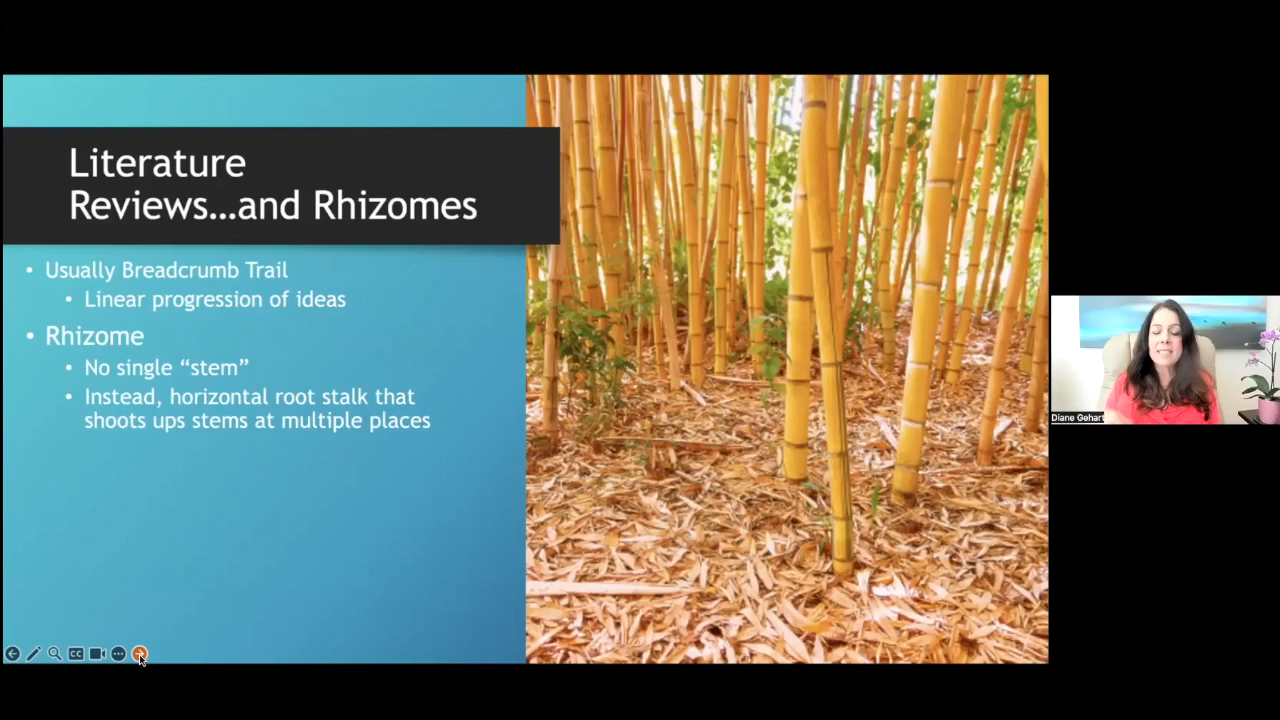 Literature
Reviews…and Rhizomes
• Usually Breadcrumb Trail
• Linear progression of ideas
• Rhizome
• No single “stem”
• Instead, horizontal root stalk that
shoots ups stems at multiple places
CC
Diane Gehart